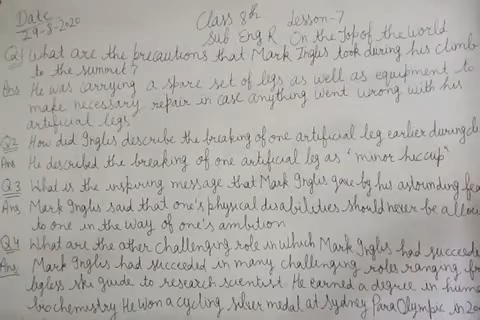 Date
29-8-2020
Class 8th Lesson-7
Sub Eng R On the Top of the World
Q1 What are the precautions that Mark Inglis took during his climb
to the summit?
Ans He was carrying a spare set of legs as well as equipment to
make necessary repair in case anything went wrong with his
artificial legs
Q2 How did Inglis describe the breaking of one artificial leg earlier during cl
Ans He described the breaking of one artificial leg as "minor hiccup"
Q3 What is the inspiring message that Mark Inglis gave by his astounding fea
Ans Mark Inglis said that one's physical disabilities should never be allow
to one in the way of one's ambition
Q4 What are the other challenging role in which Mark Inglis had succeede
Ans Mark Inglis had succeeded in many challenging roles ranging fro
legless ski guide to research scientist. He earned a degree in human
biochemistry He won a cycling silver medal at Sydney Para Olympic in 200